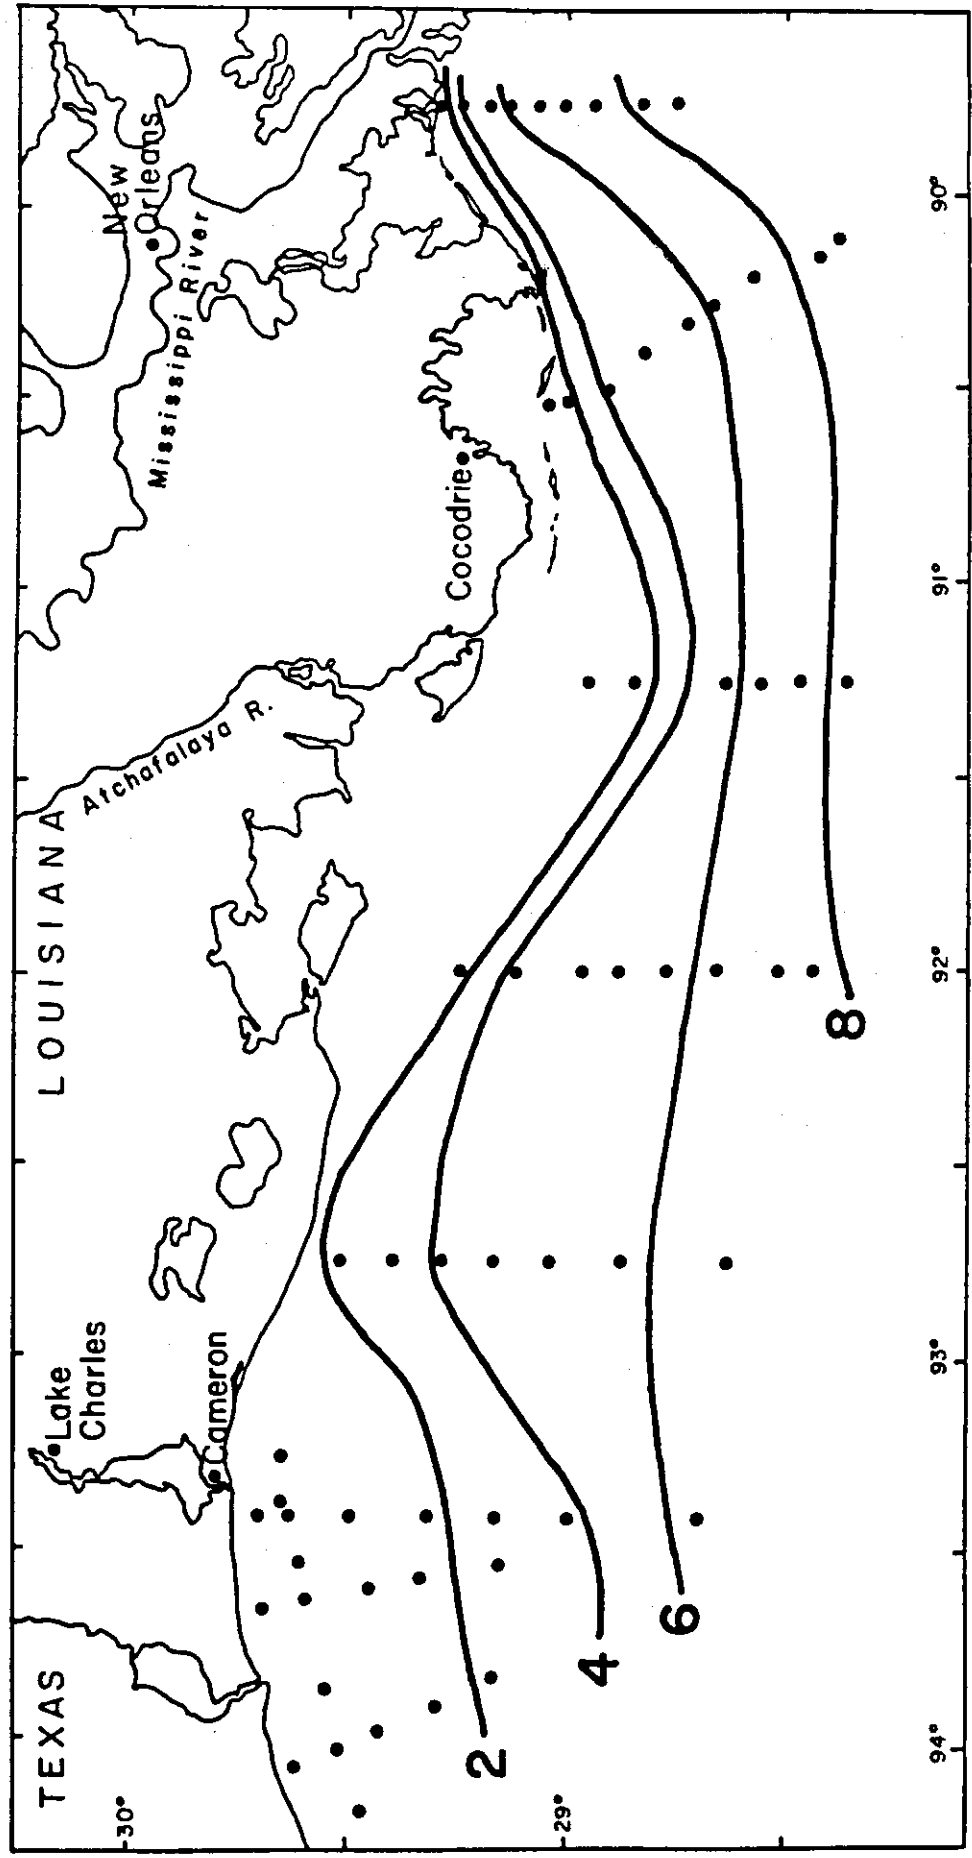 TEXAS
LOUISIANA
Lake
Charles
Cameron
Atchafalaya R.
Mississippi River
New
Orleans
Cocodrie
30°
29°
94°
93°
92°
91°
90°
2
4
6
8